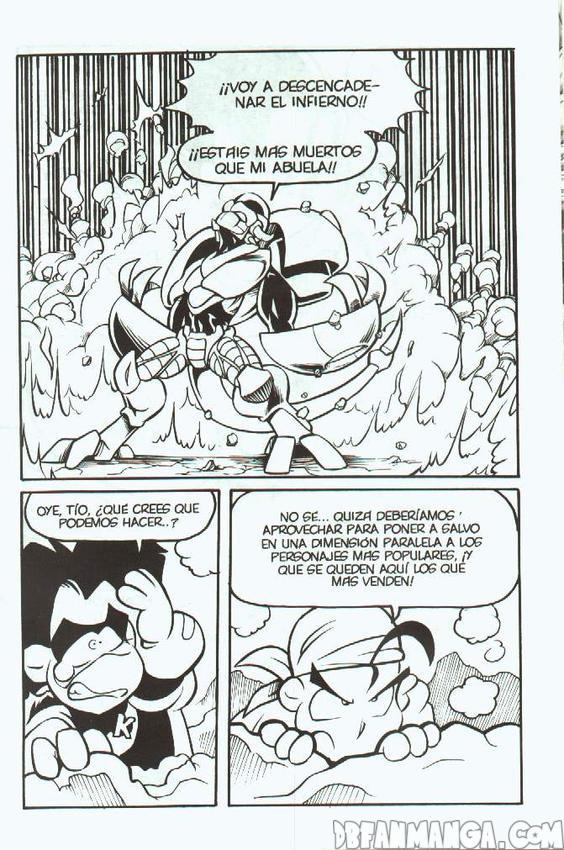 ¡¡VOY A DESCENCADE-
NAR EL INFIERNO!!
¡¡ESTAIS MAS MUERTOS
QUE MI ABUELA!!
OYE, TÍO, ¿QUÉ CREES QUE
PODEMOS HACER..?
NO SE... QUIZA DEBERÍAMOS
APROVECHAR PARA PONER A SALVO
EN UNA DIMENSIÓN PARALELA A LOS
PERSONAJES MAS POPULARES, ¡Y
QUE SE QUEDEN AQUÍ LOS QUE
MAS VENDEN!
K
DBFANMANGA.COM